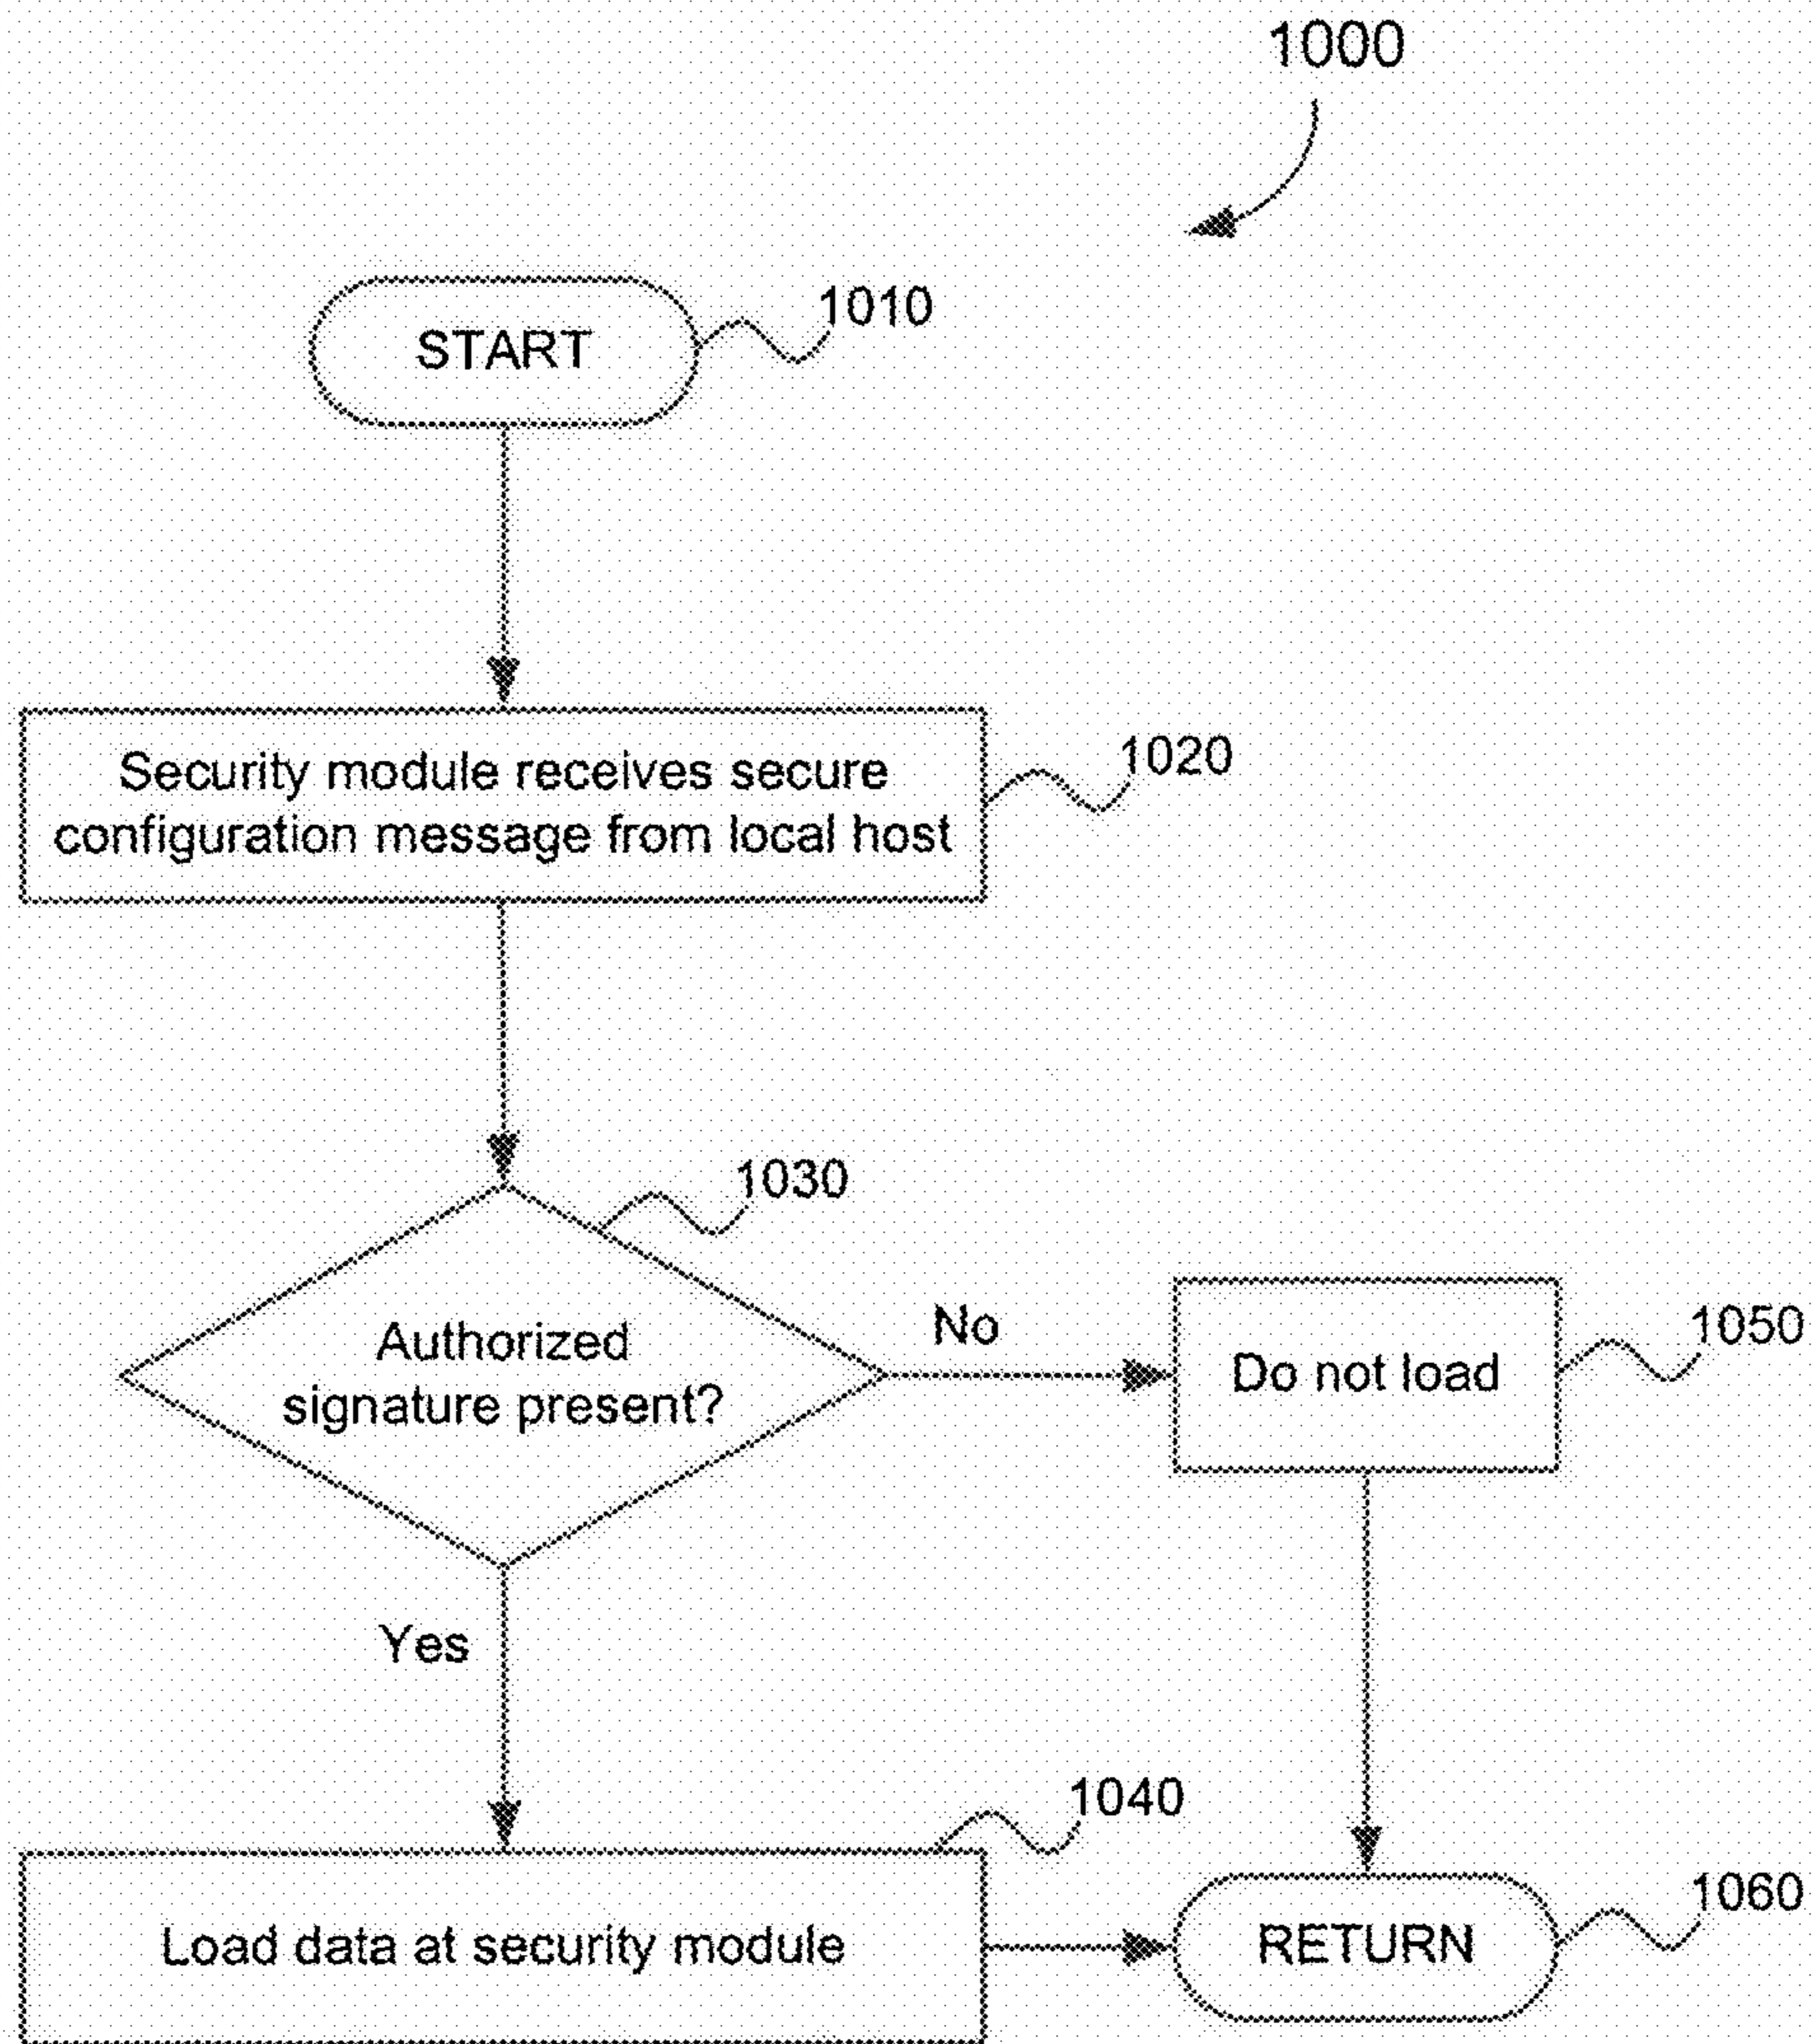 1000
START
1010
Security module receives secure
configuration message from local host
1020
1030
Authorized
signature present?
No
Do not load
1050
Yes
1040
Load data at security module
RETURN
1060